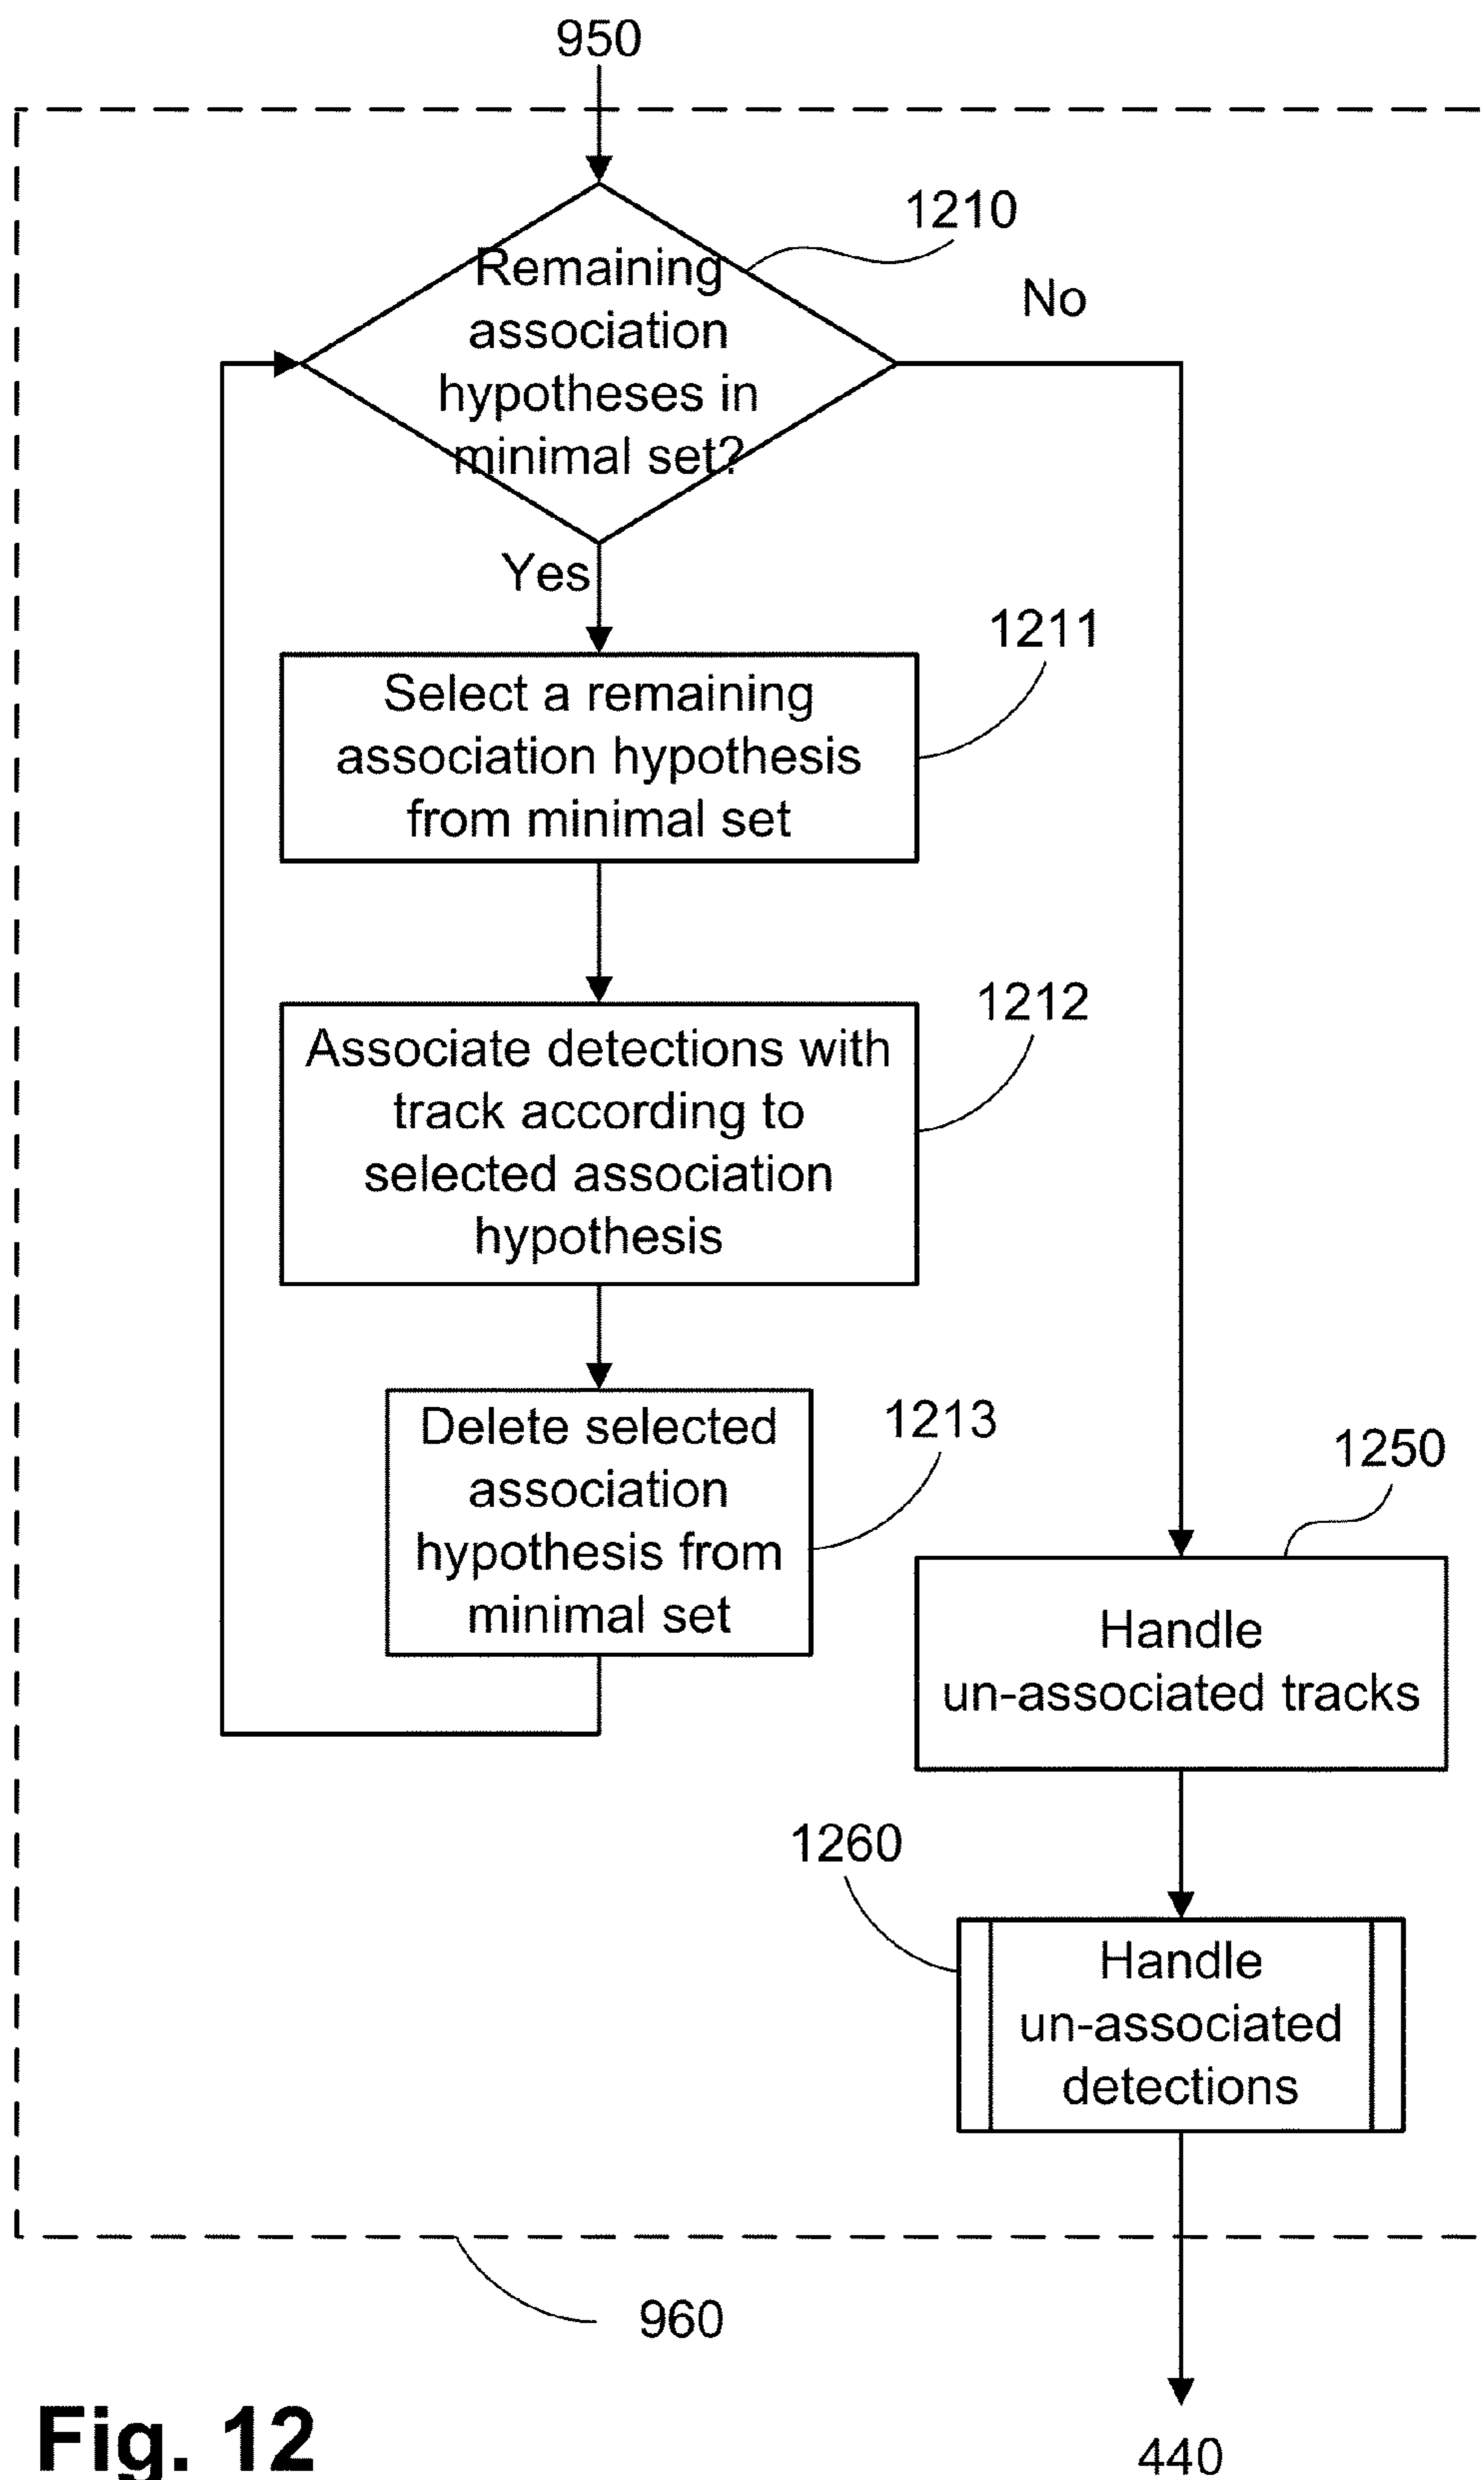 950
1210
Remaining
association
hypotheses in
minimal set?
No
Yes
1211
Select a remaining
association hypothesis
from minimal set
1212
Associate detections with
track according to
selected association
hypothesis
1213
Delete selected
association
hypothesis from
minimal set
1250
Handle
un-associated tracks
1260
Handle
un-associated
detections
960
440
Fig. 12